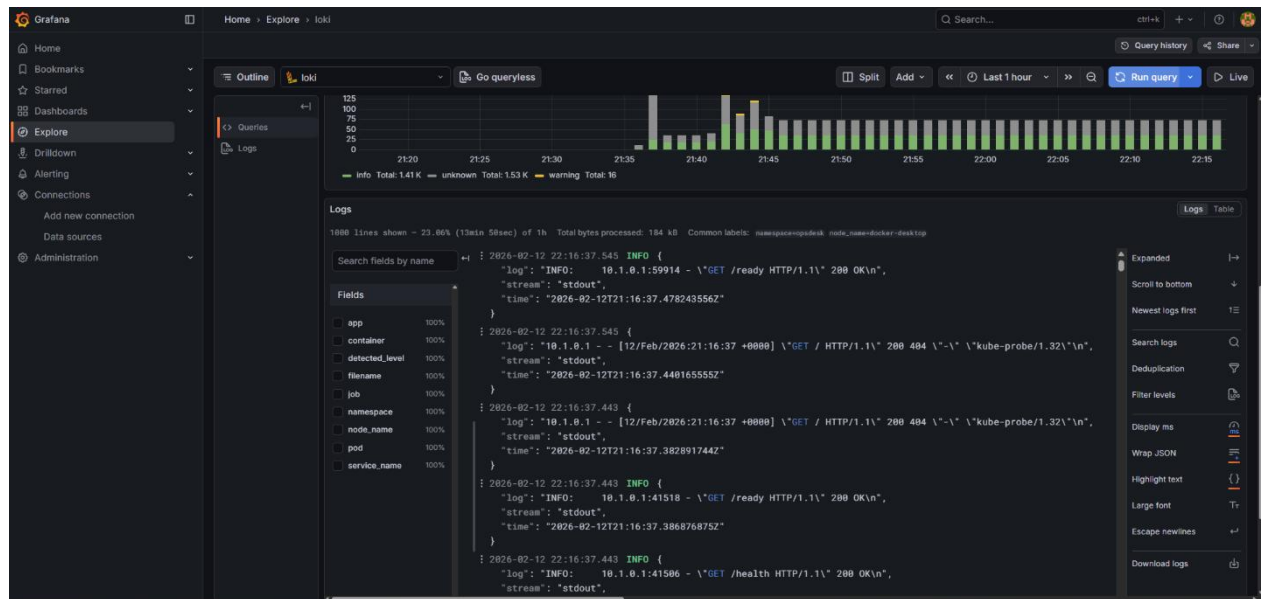 Grafana
Home › Explore › loki
Search...
ctrl+k
Home
Bookmarks
Starred
Dashboards
Explore
Drilldown
Alerting
Connections
Add new connection
Data sources
Administration
Query history
Share
Outline
loki
Go queryless
Split
Add
Last 1 hour
Run query
Live
Queries
Logs
125
100
75
50
25
0
21:20 21:25 21:30 21:35 21:40 21:45 21:50 21:55 22:00 22:05 22:10 22:15
info Total: 1.41 K unknown Total: 1.53 K warning Total: 16
Logs
Logs Table
1000 lines shown — 23.06% (13min 50sec) of 1h Total bytes processed: 184 kB Common labels: namespace=opsdesk node_name=docker-desktop
Search fields by name
Fields
app 100%
container 100%
detected_level 100%
filename 100%
job 100%
namespace 100%
node_name 100%
pod 100%
service_name 100%
2026-02-12 22:16:37.545 INFO {
"log": "INFO: 10.1.0.1:59914 - \"GET /ready HTTP/1.1\" 200 OK\n",
"stream": "stdout",
"time": "2026-02-12T21:16:37.478243556Z"
}
2026-02-12 22:16:37.545 {
"log": "10.1.0.1 - - [12/Feb/2026:21:16:37 +0000] \"GET / HTTP/1.1\" 200 404 \"-\" \"kube-probe/1.32\"\n",
"stream": "stdout",
"time": "2026-02-12T21:16:37.440165555Z"
}
2026-02-12 22:16:37.443 {
"log": "10.1.0.1 - - [12/Feb/2026:21:16:37 +0000] \"GET / HTTP/1.1\" 200 404 \"-\" \"kube-probe/1.32\"\n",
"stream": "stdout",
"time": "2026-02-12T21:16:37.382891744Z"
}
2026-02-12 22:16:37.443 INFO {
"log": "INFO: 10.1.0.1:41518 - \"GET /ready HTTP/1.1\" 200 OK\n",
"stream": "stdout",
"time": "2026-02-12T21:16:37.386876875Z"
}
2026-02-12 22:16:37.443 INFO {
"log": "INFO: 10.1.0.1:41506 - \"GET /health HTTP/1.1\" 200 OK\n",
"stream": "stdout",
Expanded
Scroll to bottom
Newest logs first
Search logs
Deduplication
Filter levels
Display ms
Wrap JSON
Highlight text
Large font
Escape newlines
Download logs